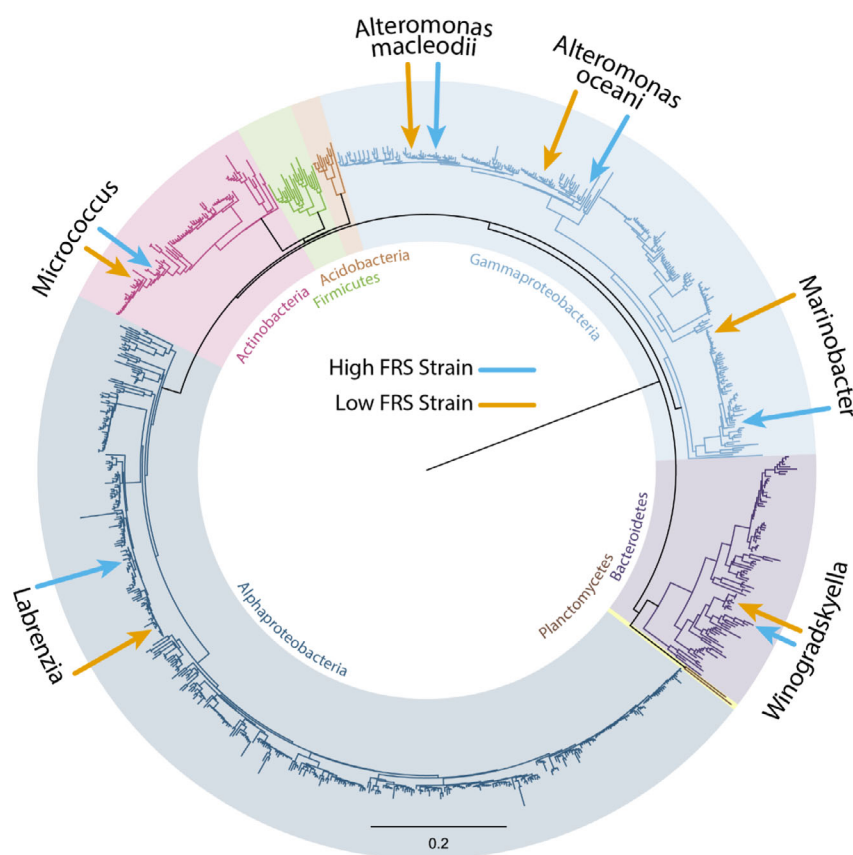 Alteromonas
macleodii
Alteromonas
oceani
Micrococcus
Acidobacteria
Firmicutes
Actinobacteria
Gammaproteobacteria
Marinobacter
High FRS Strain
Low FRS Strain
Bacteroidetes
Planctomycetes
Labrenzia
Alphaproteobacteria
Winogradskyella
0.2